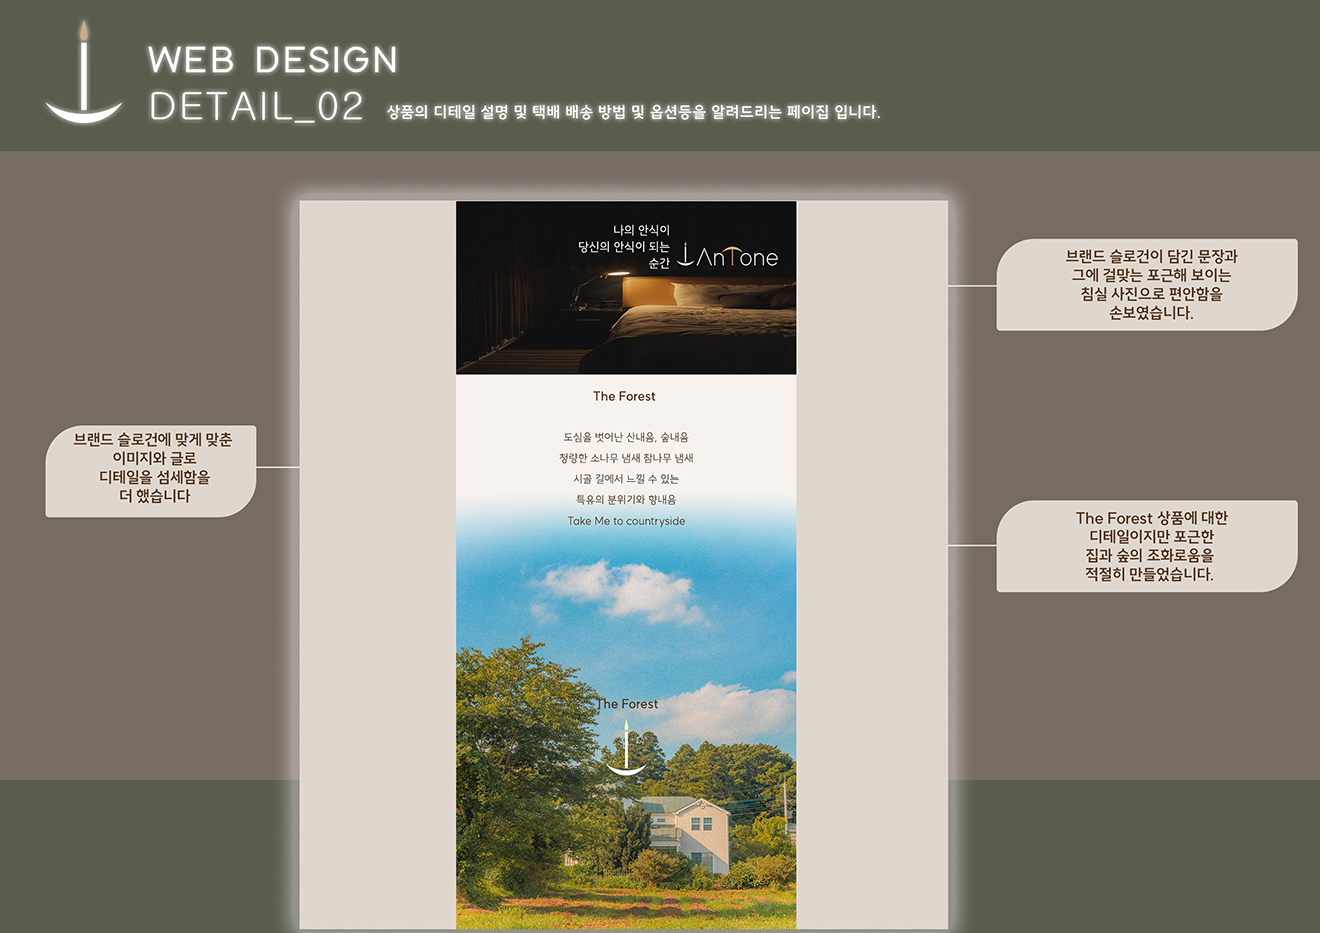 WEB DESIGN
DETAIL_02 상품의 디테일 설명 및 택배 배송 방법 및 옵션등을 알려드리는 페이집 입니다.
나의 안식이
당신의 안식이 되는
순간
AnTone
브랜드 슬로건이 담긴 문장과
그에 걸맞는 포근해 보이는
침실 사진으로 편안함을
손보였습니다.
The Forest
도심을 벗어난 산내음, 숲내음
청량한 소나무 냄새 참나무 냄새
시골 길에서 느낄 수 있는
특유의 분위기와 향내음
Take Me to countryside
브랜드 슬로건에 맞게 맞춘
이미지와 글로
디테일을 섬세함을
더 했습니다
The Forest 상품에 대한
디테일이지만 포근한
집과 숲의 조화로움을
적절히 만들었습니다.
The Forest